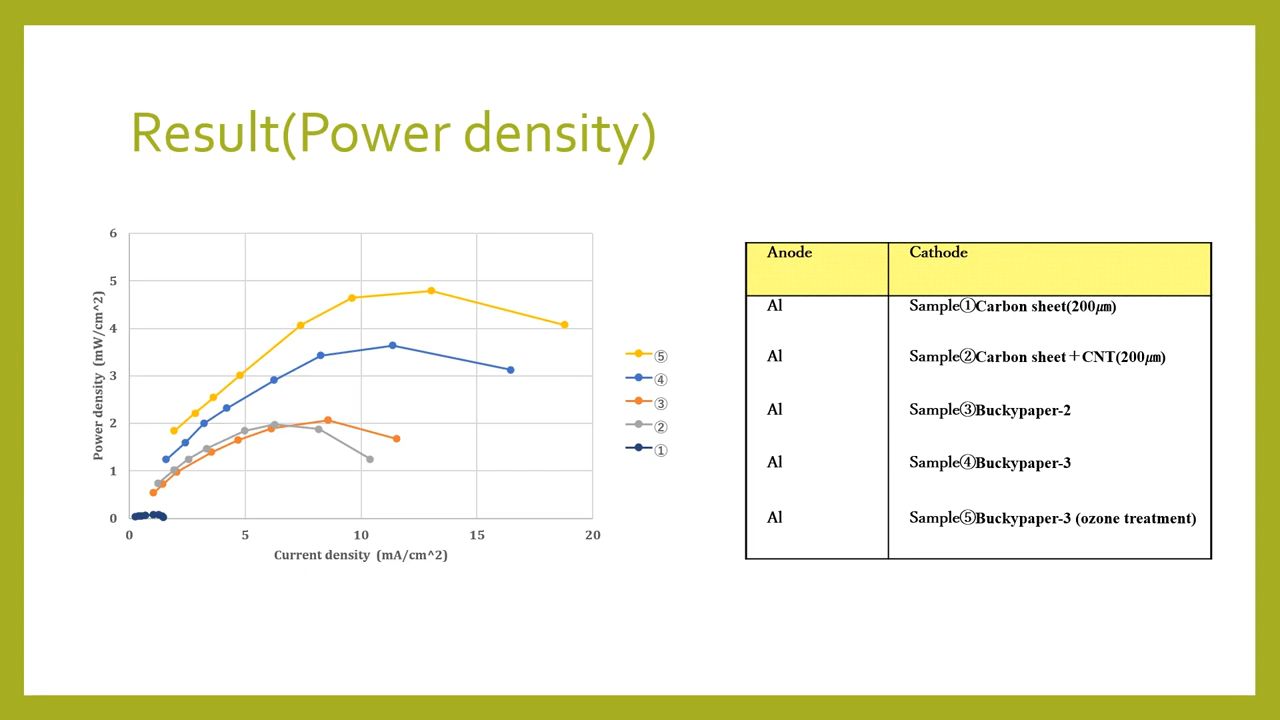 Result(Power density)
6
5
4
3
2
1
0
Power density (mW/cm^2)
0 5 10 15 20
Current density (mA/cm^2)
⑤
④
③
②
①
Anode Cathode
Al Sample①Carbon sheet(200㎛)
Al Sample②Carbon sheet＋CNT(200㎛)
Al Sample③Buckypaper-2
Al Sample④Buckypaper-3
Al Sample⑤Buckypaper-3 (ozone treatment)